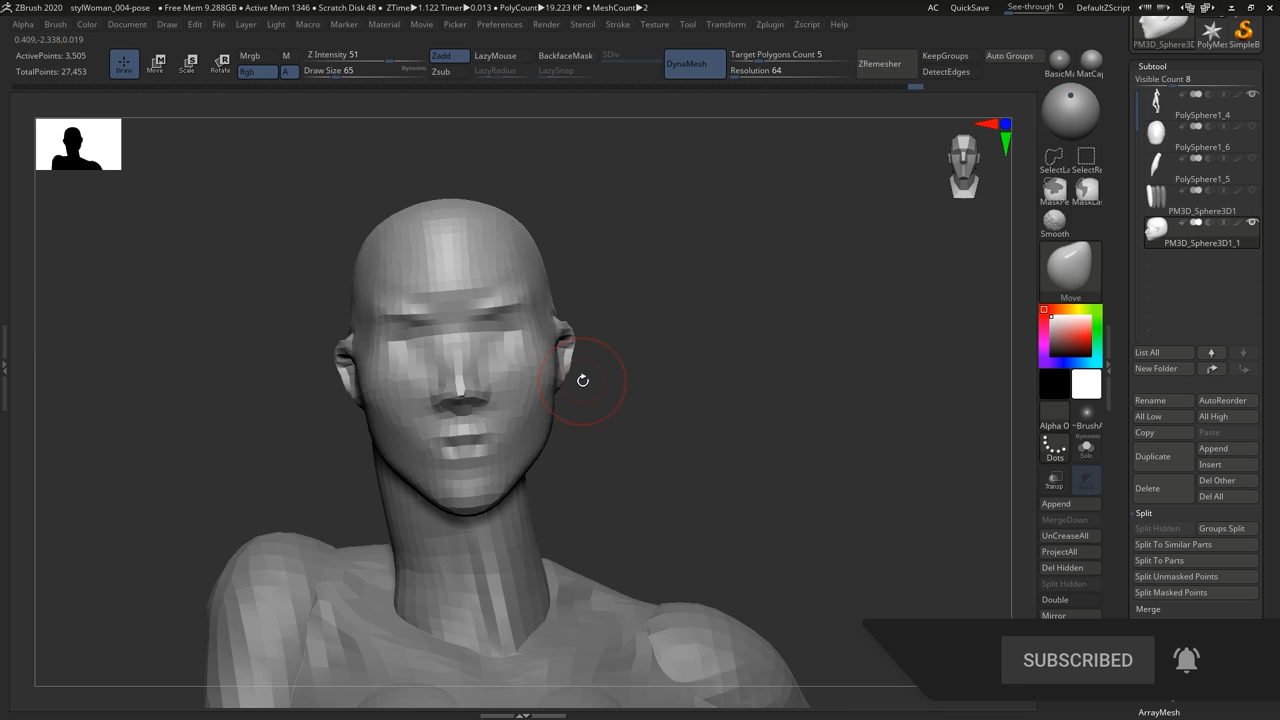 ZBrush 2020 stylWoman_004-pose ● Free Mem 9.288GB ● Active Mem 1346 ● Scratch Disk 48 ● ZTime▶1.122 Timer▶0.013 ● PolyCount▶19.223 KP ● MeshCount▶2
AC QuickSave See-through 0 DefaultZScript
Alpha Brush Color Document Draw Edit File Layer Light Macro Marker Material Movie Picker Preferences Render Stencil Stroke Texture Tool Transform Zplugin Zscript Help
0.409,-2.338,0.019
PM3D_Sphere3D PolyMes SimpleB
ActivePoints: 3,505
TotalPoints: 27,453
Draw Move Scale Rotate
Mrgb M
Rgb A
Z Intensity 51
Draw Size 65 Dynamic
Zadd
Zsub
LazyMouse
LazyRadius
BackfaceMask
LazySnap
SDiv
DynaMesh
Target Polygons Count 5
Resolution 64
ZRemesher
KeepGroups
DetectEdges
Auto Groups
BasicMa MatCap
SelectLa SelectRe
MaskPe MaskLas
Smooth
Move
Alpha O ~BrushA
Dots
Dynamic
Solo
Transp
Append
MergeDown
UnCreaseAll
ProjectAll
Del Hidden
Split Hidden
Double
Mirror
Subtool
Visible Count 8
PolySphere1_4
PolySphere1_6
PolySphere1_5
PM3D_Sphere3D1
PM3D_Sphere3D1_1
List All
New Folder
Rename AutoReorder
All Low All High
Copy Paste
Duplicate Append
Insert
Delete Del Other
Del All
Split
Split Hidden Groups Split
Split To Similar Parts
Split To Parts
Split Unmasked Points
Split Masked Points
Merge
SUBSCRIBED
ArrayMesh